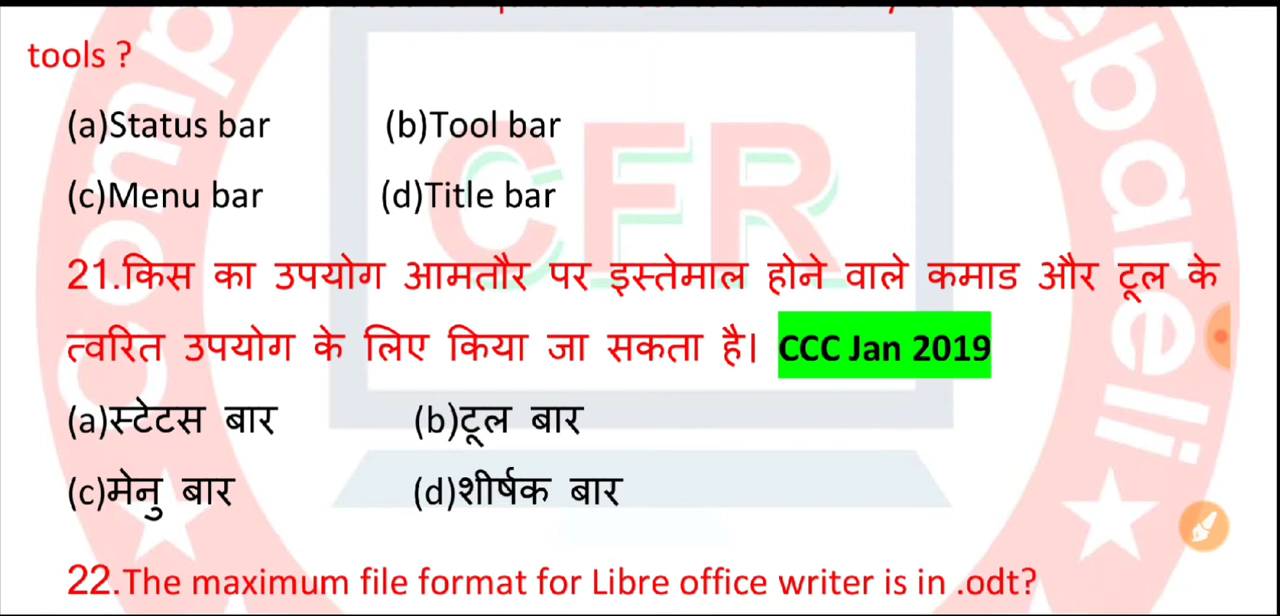 tools ?
(a)Status bar (b)Tool bar
(c)Menu bar (d)Title bar
21.किस का उपयोग आमतौर पर इस्तेमाल होने वाले कमाड और टूल के
त्वरित उपयोग के लिए किया जा सकता है। CCC Jan 2019
(a)स्टेटस बार (b)टूल बार
(c)मेनु बार (d)शीर्षक बार
22.The maximum file format for Libre office writer is in .odt?
CFR